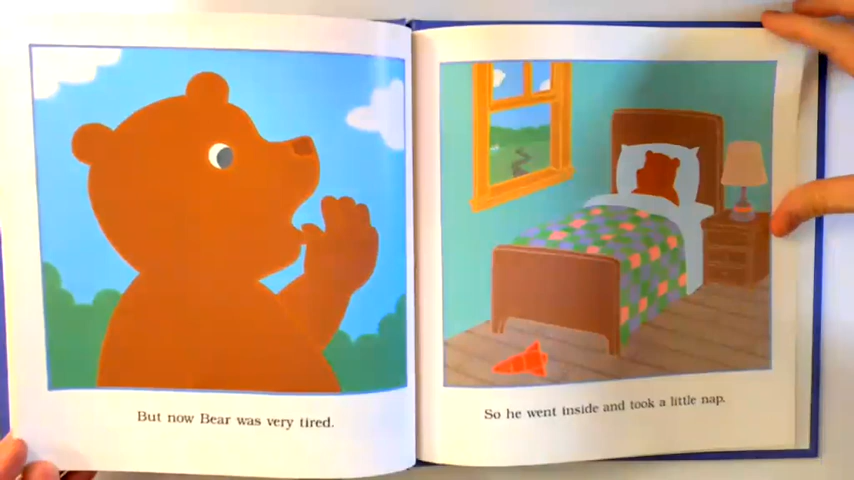 But now Bear was very tired.
So he went inside and took a little nap.